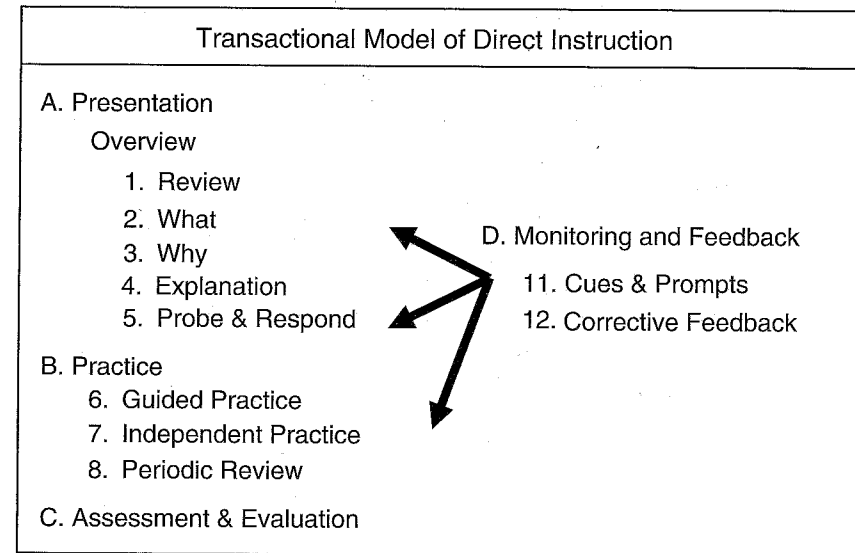 Transactional Model of Direct Instruction
A. Presentation
Overview
1. Review
2. What
3. Why
4. Explanation
5. Probe & Respond
B. Practice
6. Guided Practice
7. Independent Practice
8. Periodic Review
C. Assessment & Evaluation
D. Monitoring and Feedback
11. Cues & Prompts
12. Corrective Feedback